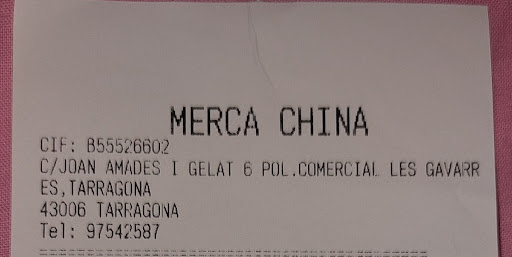 MERCA CHINA
CIF: B55526602
C/JOAN AMADES I GELAT 6 POL.COMERCIAL LES GAVARR
ES,TARRAGONA
43006 TARRAGONA
Tel: 97542587